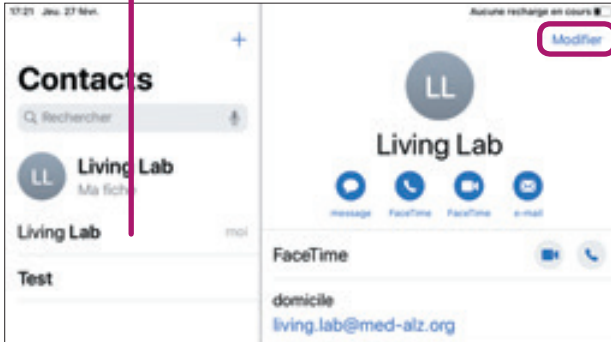 17:21 Jeu. 27 févr.
Aucune recharge en cours
+
Modifier
Contacts
Rechercher
LL
Living Lab
Ma fiche
Living Lab moi
Test
LL
Living Lab
message FaceTime FaceTime e-mail
FaceTime
domicile
living.lab@med-alz.org